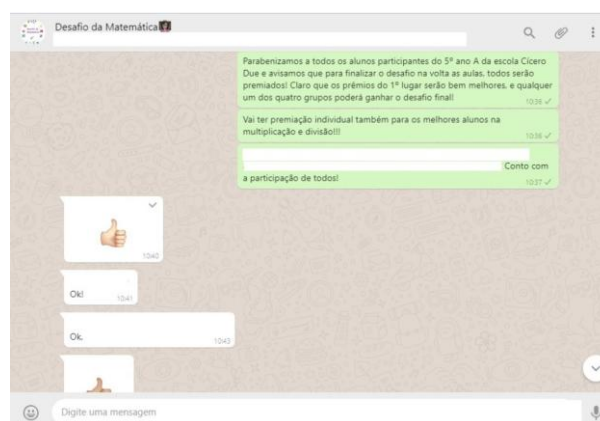 Desafio da Matemática
Parabenizamos a todos os alunos participantes do 5º ano A da escola Cícero
Due e avisamos que para finalizar o desafio na volta as aulas, todos serão
premiados! Claro que os prêmios do 1º lugar serão bem melhores, e qualquer
um dos quatro grupos poderá ganhar o desafio final!
10:36
Vai ter premiação individual também para os melhores alunos na
multiplicação e divisão!!!
10:36
Conto com
a participação de todos!
10:37
10:40
Ok!
10:41
Ok.
10:43
Digite uma mensagem